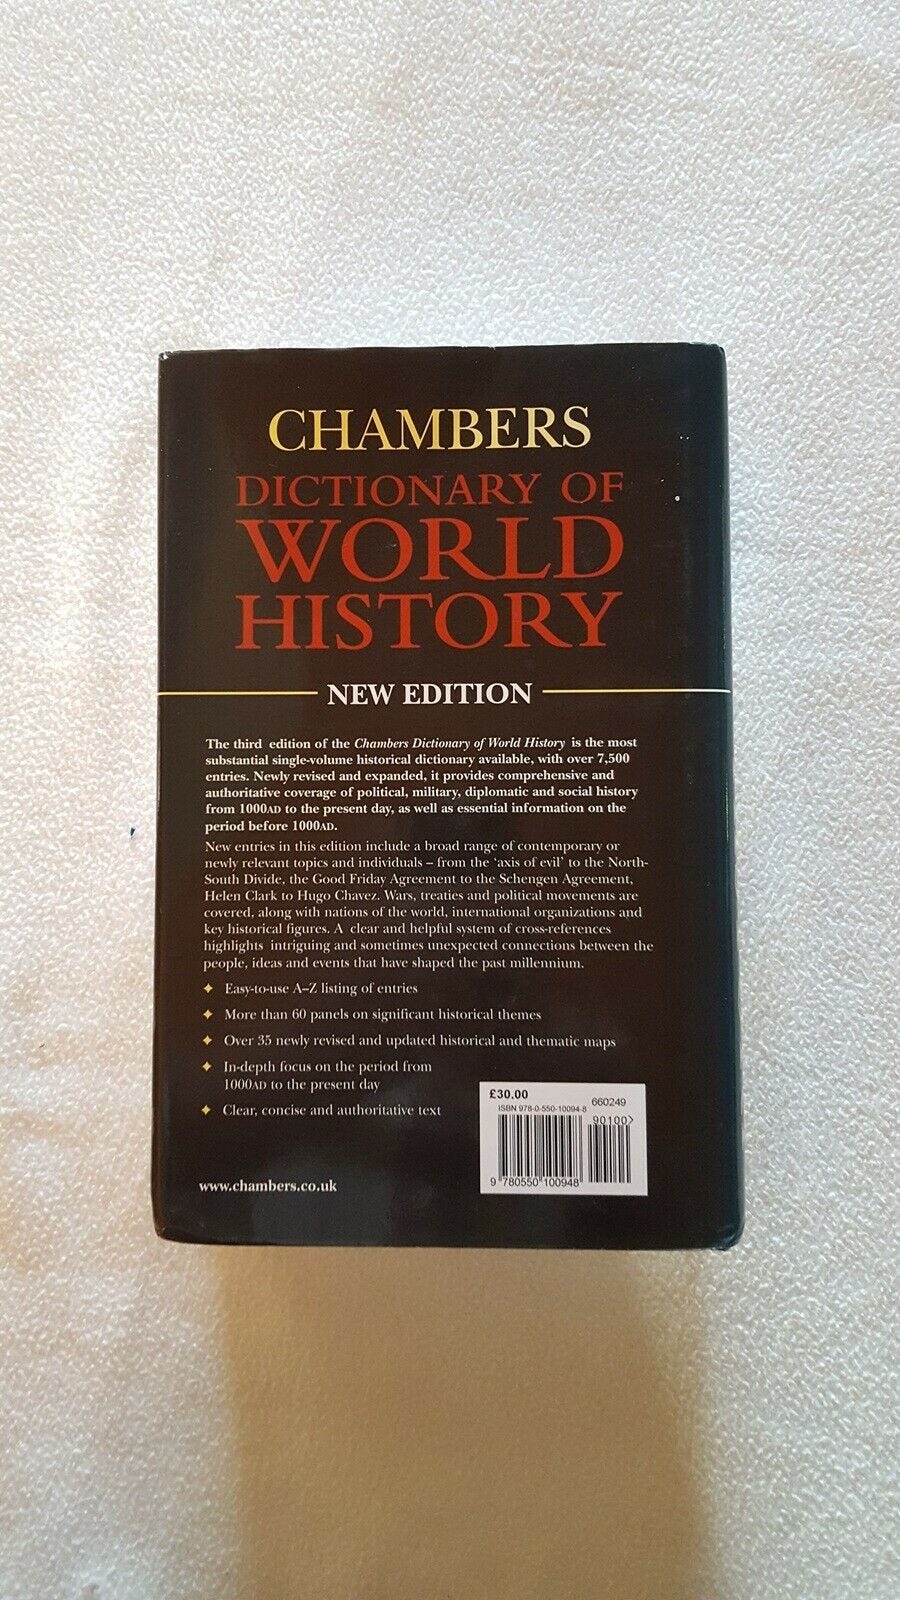 CHAMBERS
DICTIONARY OF
WORLD
HISTORY
NEW EDITION
The third edition of the Chambers Dictionary of World History is the most
substantial single-volume historical dictionary available, with over 7,500
entries. Newly revised and expanded, it provides comprehensive and
authoritative coverage of political, military, diplomatic and social history
from 1000AD to the present day, as well as essential information on the
period before 1000AD.
New entries in this edition include a broad range of contemporary or
newly relevant topics and individuals – from the ‘axis of evil’ to the North-
South Divide, the Good Friday Agreement to the Schengen Agreement,
Helen Clark to Hugo Chavez. Wars, treaties and political movements are
covered, along with nations of the world, international organizations and
key historical figures. A clear and helpful system of cross-references
highlights intriguing and sometimes unexpected connections between the
people, ideas and events that have shaped the past millennium.
✦ Easy-to-use A–Z listing of entries
✦ More than 60 panels on significant historical themes
✦ Over 35 newly revised and updated historical and thematic maps
✦ In-depth focus on the period from
1000AD to the present day
✦ Clear, concise and authoritative text
£30.00
660249
ISBN 978-0-550-10094-8
90100>
9 780550 100948
www.chambers.co.uk